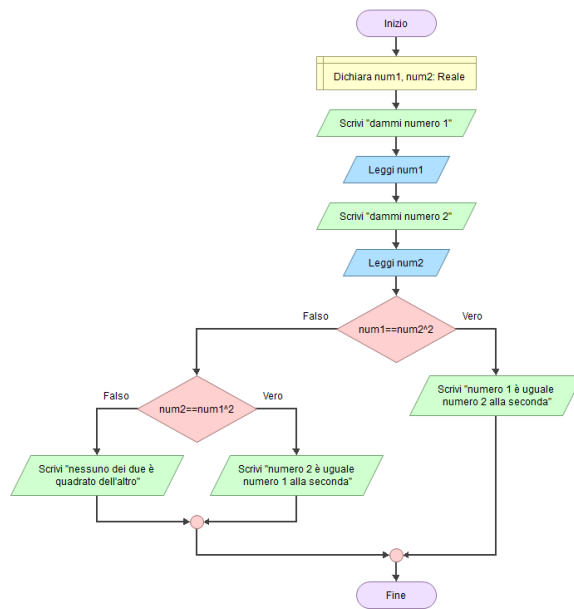 Inizio
Dichiara num1, num2: Reale
Scrivi "dammi numero 1"
Leggi num1
Scrivi "dammi numero 2"
Leggi num2
Falso
Vero
num1==num2^2
Falso
Vero
num2==num1^2
Scrivi "numero 1 è uguale
numero 2 alla seconda"
Scrivi "nessuno dei due è
quadrato dell'altro"
Scrivi "numero 2 è uguale
numero 1 alla seconda"
Fine